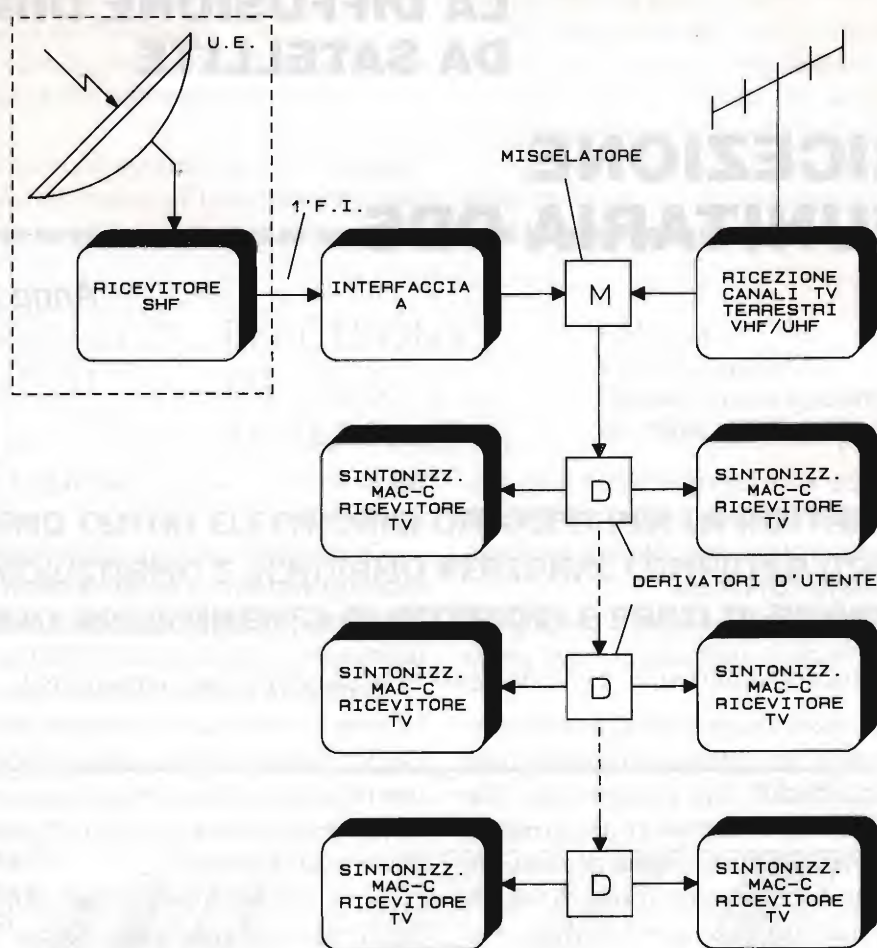 U.E.
MISCELATORE
1'F.I.
RICEVITORE
SHF
INTERFACCIA
A
M
RICEZIONE
CANALI TV
TERRESTRI
VHF/UHF
SINTONIZZ.
MAC-C
RICEVITORE
TV
D
SINTONIZZ.
MAC-C
RICEVITORE
TV
DERIVATORI D'UTENTE
SINTONIZZ.
MAC-C
RICEVITORE
TV
D
SINTONIZZ.
MAC-C
RICEVITORE
TV
SINTONIZZ.
MAC-C
RICEVITORE
TV
D
SINTONIZZ.
MAC-C
RICEVITORE
TV